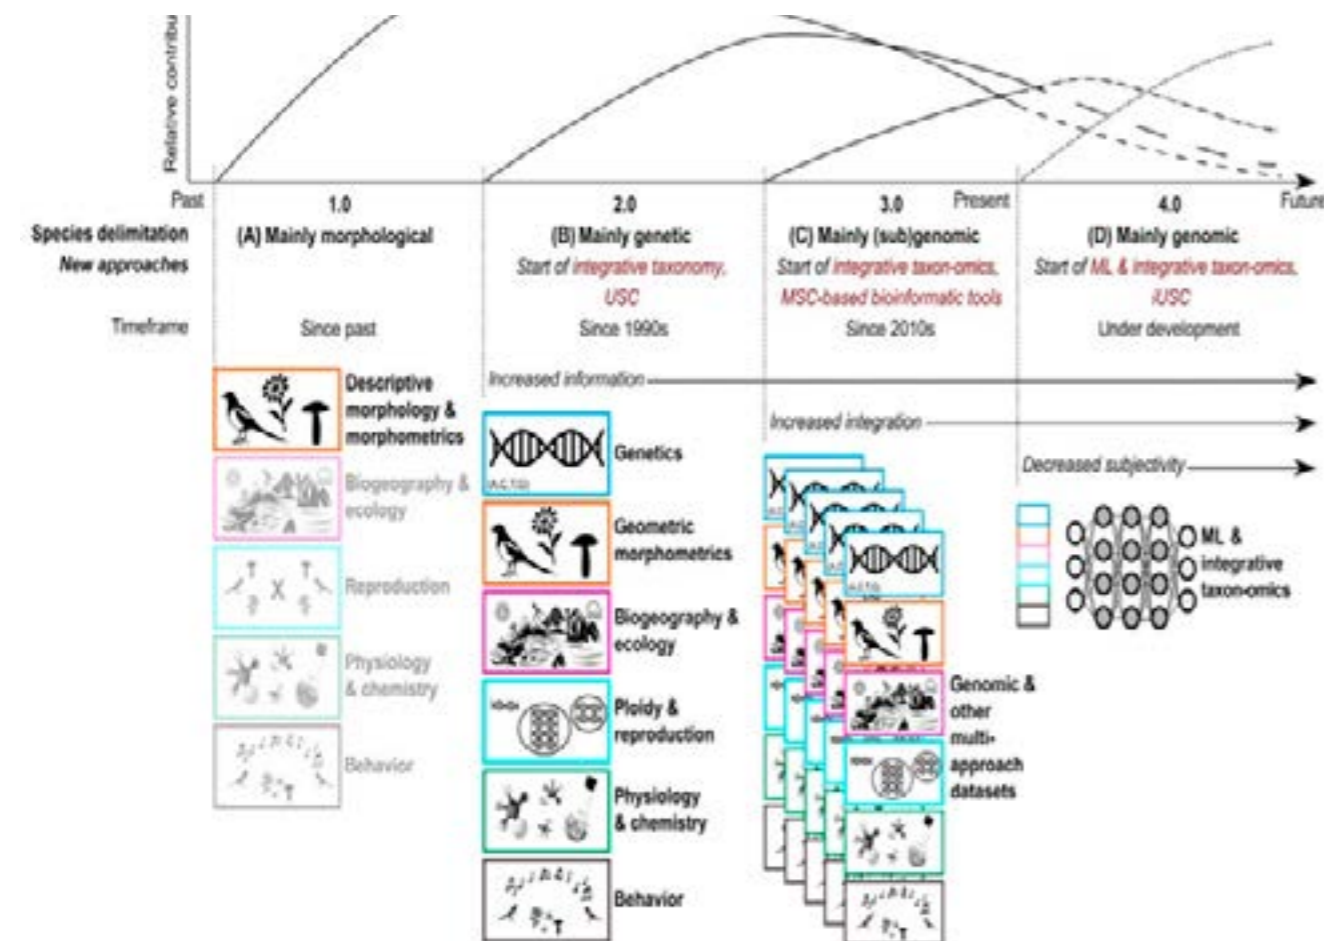 Relative contribu
Past
1.0
2.0
3.0
Present
4.0
Future
Species delimitation
(A) Mainly morphological
(B) Mainly genetic
(C) Mainly (sub)genomic
(D) Mainly genomic
New approaches
Start of integrative taxonomy,
USC
Start of integrative taxon-omics,
MSC-based bioinformatic tools
Start of ML & integrative taxon-omics,
iUSC
Timeframe
Since past
Since 1990s
Since 2010s
Under development
Increased information
Increased integration
Decreased subjectivity
Descriptive
morphology &
morphometrics
Biogeography &
ecology
Reproduction
Physiology
& chemistry
Behavior
Genetics
Geometric
morphometrics
Biogeography &
ecology
Ploidy &
reproduction
Physiology
& chemistry
Behavior
Genomic &
other
multi-
approach
datasets
ML &
integrative
taxon-omics